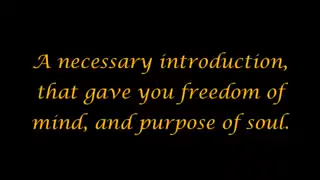 A necessary introduction,
that gave you freedom of
mind, and purpose of soul.